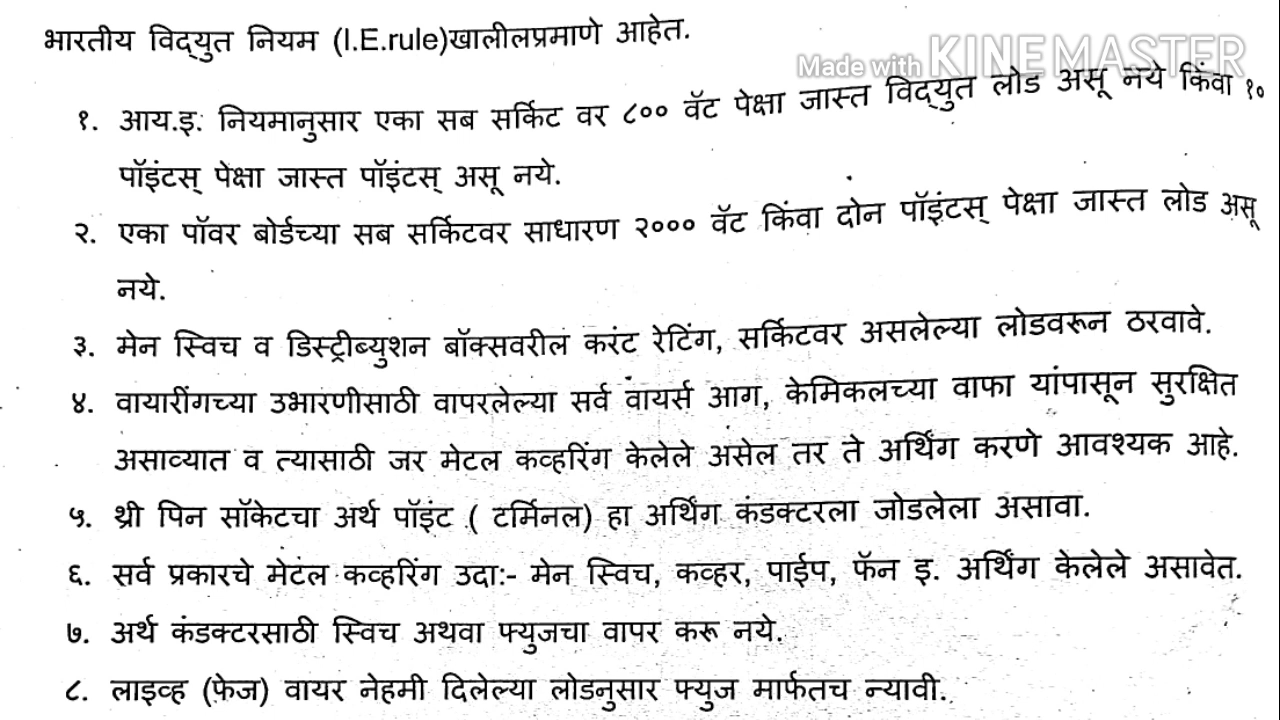 भारतीय विद्युत नियम (I.E.rule)खालीलप्रमाणे आहेत.
Made with KINEMASTER
१. आय.इ. नियमानुसार एका सब सर्किट वर ८०० वॅट पेक्षा जास्त विद्युत लोड असू नये किंवा १०
पॉइंटस् पेक्षा जास्त पॉइंटस् असू नये.
२. एका पॉवर बोर्डच्या सब सर्किटवर साधारण २००० वॅट किंवा दोन पॉइंटस् पेक्षा जास्त लोड असू
नये.
३. मेन स्विच व डिस्ट्रीब्युशन बॉक्सवरील करंट रेटिंग, सर्किटवर असलेल्या लोडवरून ठरवावे.
४. वायारींगच्या उभारणीसाठी वापरलेल्या सर्व वायर्स आग, केमिकलच्या वाफा यांपासून सुरक्षित
असाव्यात व त्यासाठी जर मेटल कव्हरिंग केलेले असेल तर ते अर्थिंग करणे आवश्यक आहे.
५. थ्री पिन सॉकेटचा अर्थ पॉइंट ( टर्मिनल) हा अर्थिंग कंडक्टरला जोडलेला असावा.
६. सर्व प्रकारचे मेटल कव्हरिंग उदा:- मेन स्विच, कव्हर, पाईप, फॅन इ. अर्थिंग केलेले असावेत.
७. अर्थ कंडक्टरसाठी स्विच अथवा फ्युजचा वापर करू नये.
८. लाइव्ह (फेज) वायर नेहमी दिलेल्या लोडनुसार फ्युज मार्फतच न्यावी.